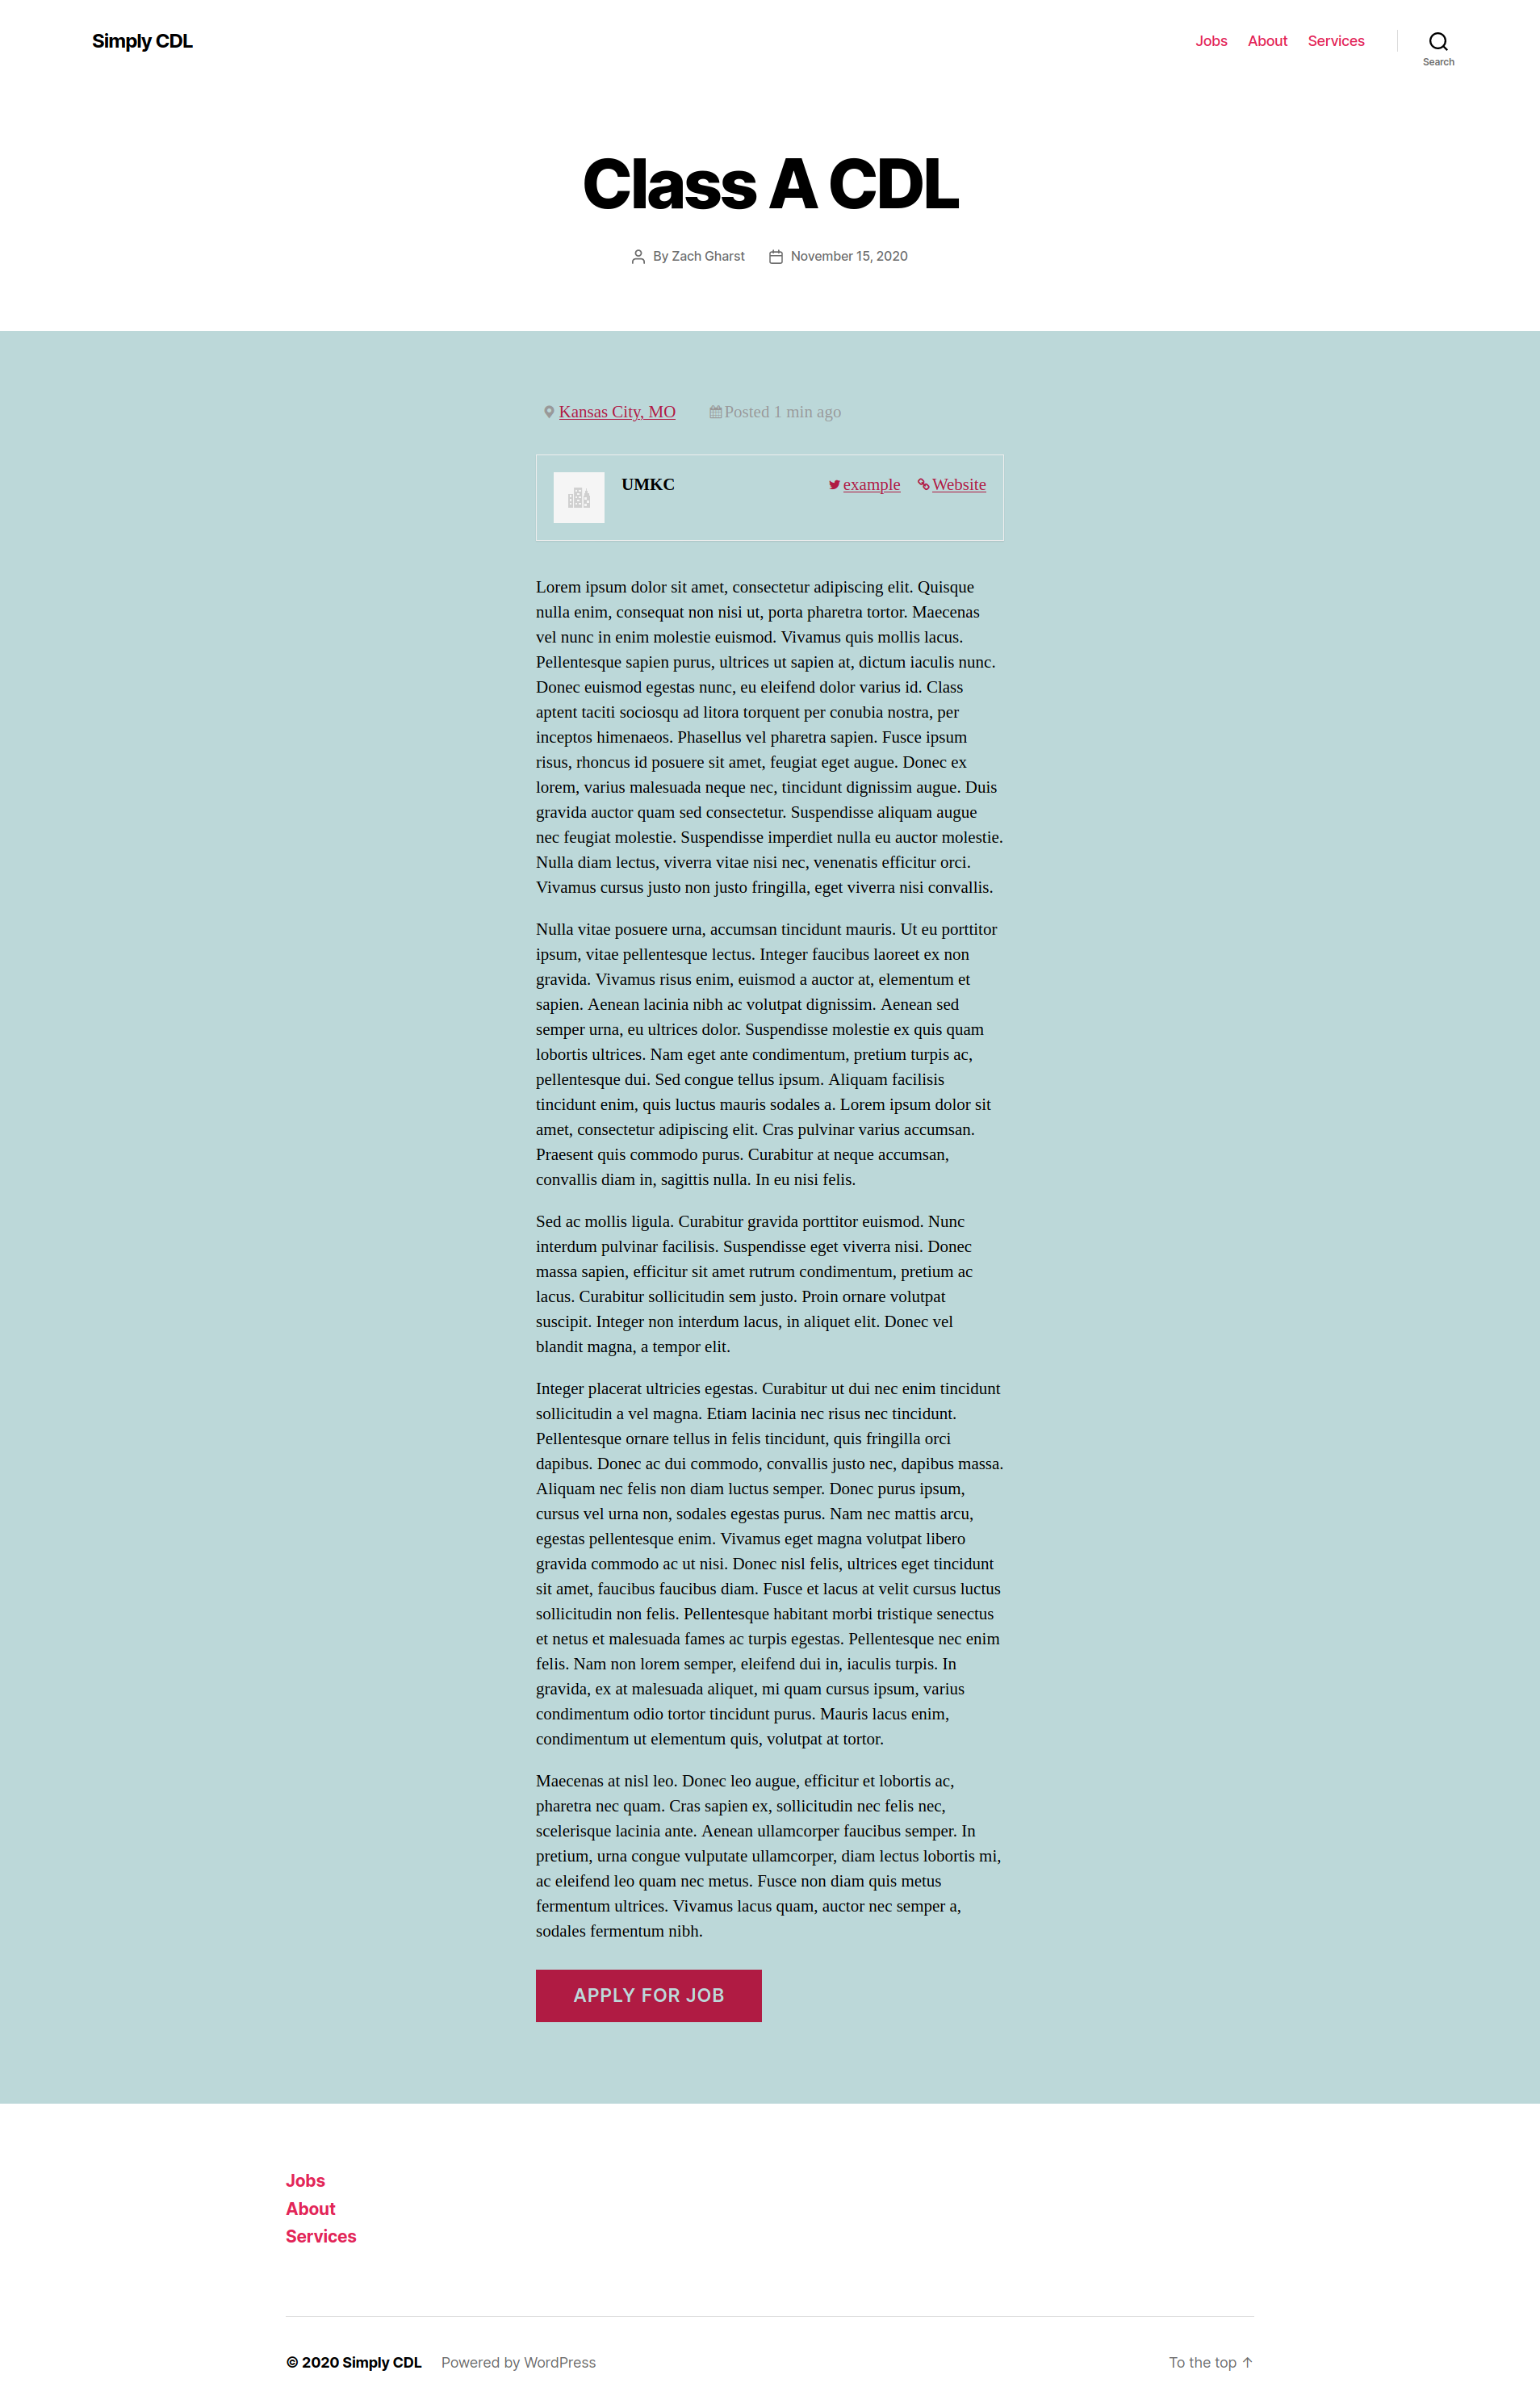 Simply CDL
Jobs
About
Services
Search
Class A CDL
By Zach Gharst
November 15, 2020
Kansas City, MO
Posted 1 min ago
UMKC
example
Website
Lorem ipsum dolor sit amet, consectetur adipiscing elit. Quisque
nulla enim, consequat non nisi ut, porta pharetra tortor. Maecenas
vel nunc in enim molestie euismod. Vivamus quis mollis lacus.
Pellentesque sapien purus, ultrices ut sapien at, dictum iaculis nunc.
Donec euismod egestas nunc, eu eleifend dolor varius id. Class
aptent taciti sociosqu ad litora torquent per conubia nostra, per
inceptos himenaeos. Phasellus vel pharetra sapien. Fusce ipsum
risus, rhoncus id posuere sit amet, feugiat eget augue. Donec ex
lorem, varius malesuada neque nec, tincidunt dignissim augue. Duis
gravida auctor quam sed consectetur. Suspendisse aliquam augue
nec feugiat molestie. Suspendisse imperdiet nulla eu auctor molestie.
Nulla diam lectus, viverra vitae nisi nec, venenatis efficitur orci.
Vivamus cursus justo non justo fringilla, eget viverra nisi convallis.
Nulla vitae posuere urna, accumsan tincidunt mauris. Ut eu porttitor
ipsum, vitae pellentesque lectus. Integer faucibus laoreet ex non
gravida. Vivamus risus enim, euismod a auctor at, elementum et
sapien. Aenean lacinia nibh ac volutpat dignissim. Aenean sed
semper urna, eu ultrices dolor. Suspendisse molestie ex quis quam
lobortis ultrices. Nam eget ante condimentum, pretium turpis ac,
pellentesque dui. Sed congue tellus ipsum. Aliquam facilisis
tincidunt enim, quis luctus mauris sodales a. Lorem ipsum dolor sit
amet, consectetur adipiscing elit. Cras pulvinar varius accumsan.
Praesent quis commodo purus. Curabitur at neque accumsan,
convallis diam in, sagittis nulla. In eu nisi felis.
Sed ac mollis ligula. Curabitur gravida porttitor euismod. Nunc
interdum pulvinar facilisis. Suspendisse eget viverra nisi. Donec
massa sapien, efficitur sit amet rutrum condimentum, pretium ac
lacus. Curabitur sollicitudin sem justo. Proin ornare volutpat
suscipit. Integer non interdum lacus, in aliquet elit. Donec vel
blandit magna, a tempor elit.
Integer placerat ultricies egestas. Curabitur ut dui nec enim tincidunt
sollicitudin a vel magna. Etiam lacinia nec risus nec tincidunt.
Pellentesque ornare tellus in felis tincidunt, quis fringilla orci
dapibus. Donec ac dui commodo, convallis justo nec, dapibus massa.
Aliquam nec felis non diam luctus semper. Donec purus ipsum,
cursus vel urna non, sodales egestas purus. Nam nec mattis arcu,
egestas pellentesque enim. Vivamus eget magna volutpat libero
gravida commodo ac ut nisi. Donec nisl felis, ultrices eget tincidunt
sit amet, faucibus faucibus diam. Fusce et lacus at velit cursus luctus
sollicitudin non felis. Pellentesque habitant morbi tristique senectus
et netus et malesuada fames ac turpis egestas. Pellentesque nec enim
felis. Nam non lorem semper, eleifend dui in, iaculis turpis. In
gravida, ex at malesuada aliquet, mi quam cursus ipsum, varius
condimentum odio tortor tincidunt purus. Mauris lacus enim,
condimentum ut elementum quis, volutpat at tortor.
Maecenas at nisl leo. Donec leo augue, efficitur et lobortis ac,
pharetra nec quam. Cras sapien ex, sollicitudin nec felis nec,
scelerisque lacinia ante. Aenean ullamcorper faucibus semper. In
pretium, urna congue vulputate ullamcorper, diam lectus lobortis mi,
ac eleifend leo quam nec metus. Fusce non diam quis metus
fermentum ultrices. Vivamus lacus quam, auctor nec semper a,
sodales fermentum nibh.
APPLY FOR JOB
Jobs
About
Services
© 2020 Simply CDL
Powered by WordPress
To the top ↑